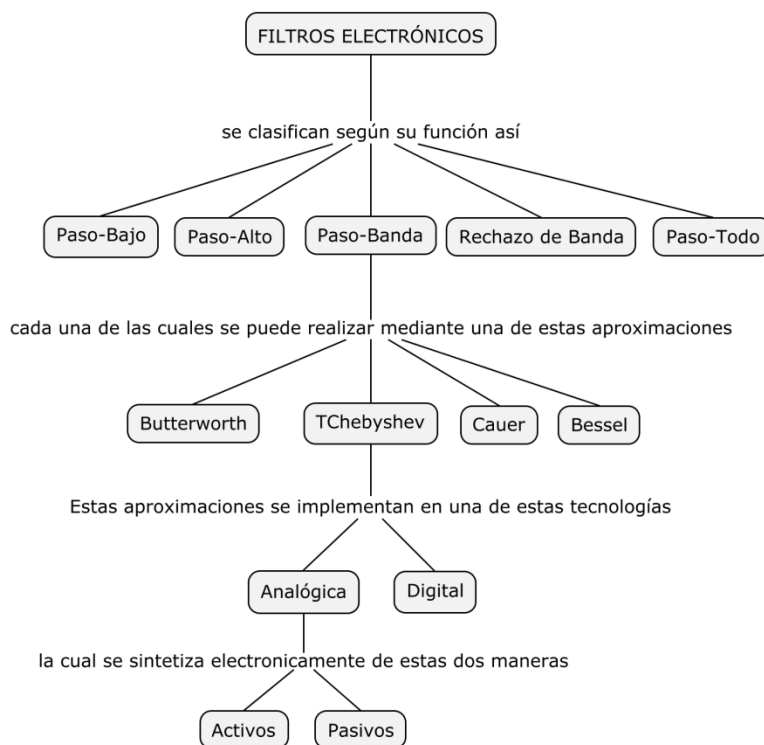 FILTROS ELECTRÓNICOS
se clasifican según su función así
Paso-Bajo
Paso-Alto
Paso-Banda
Rechazo de Banda
Paso-Todo
cada una de las cuales se puede realizar mediante una de estas aproximaciones
Butterworth
TChebyshev
Cauer
Bessel
Estas aproximaciones se implementan en una de estas tecnologías
Analógica
Digital
la cual se sintetiza electronicamente de estas dos maneras
Activos
Pasivos